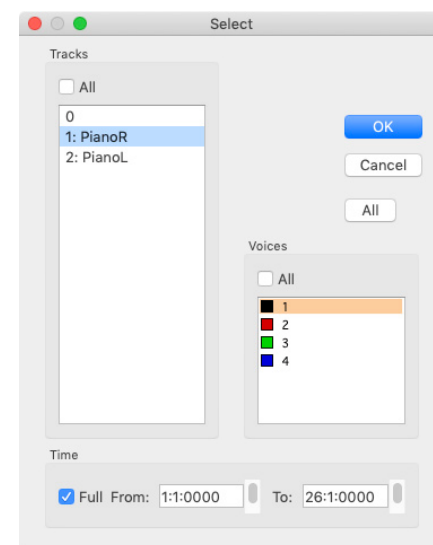 Select
Tracks
All
0
1: PianoR
2: PianoL
OK
Cancel
All
Voices
All
1
2
3
4
Time
Full From: 1:1:0000 To: 26:1:0000